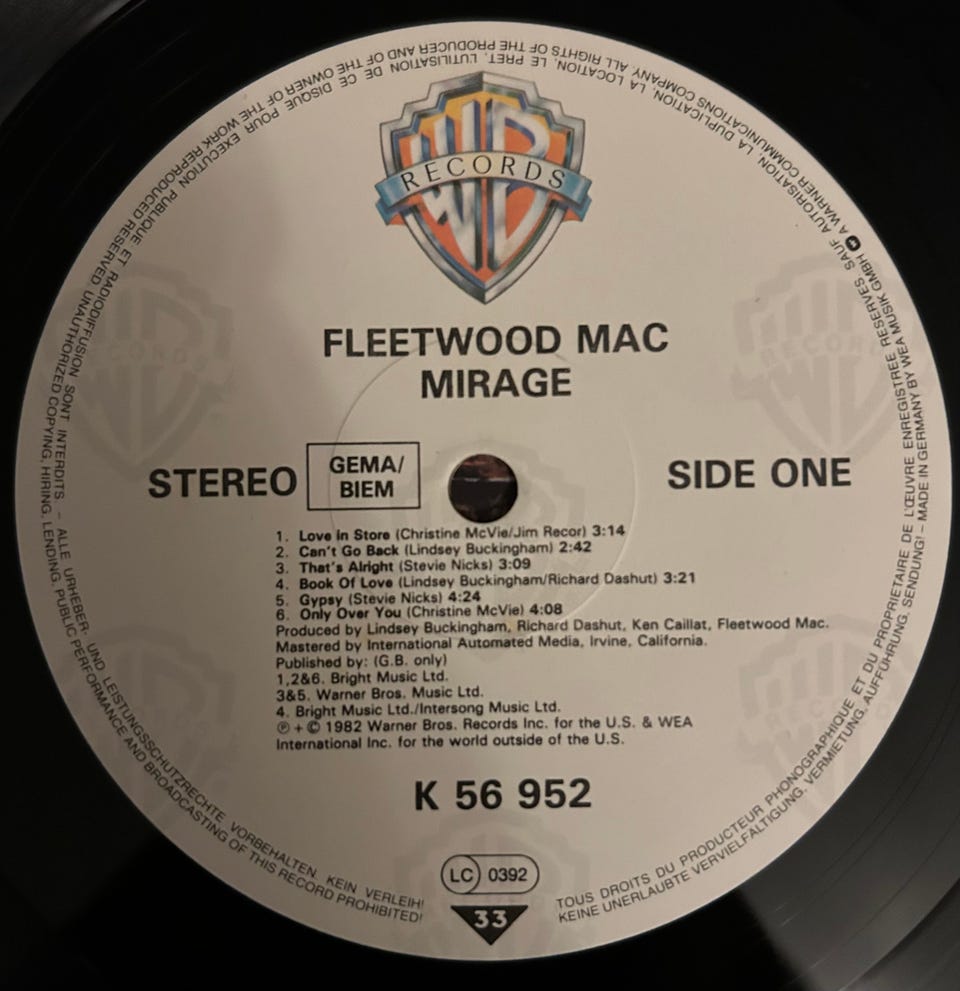 WB
RECORDS
FLEETWOOD MAC
MIRAGE
STEREO
GEMA/
BIEM
SIDE ONE
1. Love in Store (Christine McVie/Jim Recor) 3:14
2. Can't Go Back (Lindsey Buckingham) 2:42
3. That's Alright (Stevie Nicks) 3:09
4. Book Of Love (Lindsey Buckingham/Richard Dashut) 3:21
5. Gypsy (Stevie Nicks) 4:24
6. Only Over You (Christine McVie) 4:08
Produced by Lindsey Buckingham, Richard Dashut, Ken Caillat, Fleetwood Mac.
Mastered by International Automated Media, Irvine, California.
Published by: (G.B. only)
1,2&6. Bright Music Ltd.
3&5. Warner Bros. Music Ltd.
4. Bright Music Ltd./Intersong Music Ltd.
℗ + © 1982 Warner Bros. Records Inc. for the U.S. & WEA
International Inc. for the world outside of the U.S.
K 56 952
LC 0392
33
TOUS DROITS DU PRODUCTEUR PHONOGRAPHIQUE ET DU PROPRIETAIRE DE L'ŒUVRE ENREGISTREE RESERVES. SAUF AUTORISATION, LA DUPLICATION, LA LOCATION, LE PRET, L'UTILISATION DE CE DISQUE POUR EXECUTION PUBLIQUE ET RADIODIFFUSION SONT INTERDITS – ALLE URHEBER- UND LEISTUNGSSCHUTZRECHTE VORBEHALTEN. KEIN VERLEIH!
KEINE UNERLAUBTE VERVIELFÄLTIGUNG, VERMIETUNG, AUFFÜHRUNG, SENDUNG! – MADE IN GERMANY BY WEA MUSIK GMBH A WARNER COMMUNICATIONS COMPANY. ALL RIGHTS OF THE PRODUCER AND OF THE OWNER OF THE WORK REPRODUCED RESERVED. UNAUTHORIZED COPYING, HIRING, LENDING, PUBLIC PERFORMANCE AND BROADCASTING OF THIS RECORD PROHIBITED!